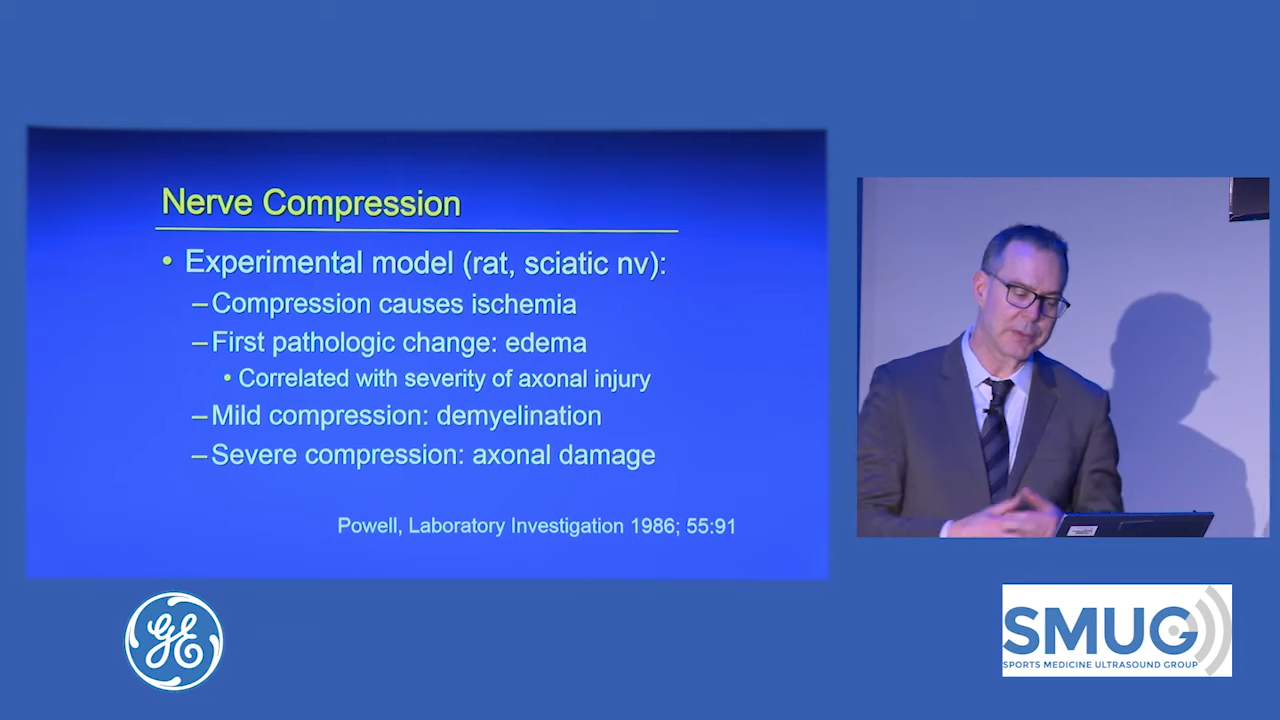 Nerve Compression
• Experimental model (rat, sciatic nv):
–Compression causes ischemia
–First pathologic change: edema
• Correlated with severity of axonal injury
–Mild compression: demyelination
–Severe compression: axonal damage
Powell, Laboratory Investigation 1986; 55:91
GE
SMUG
SPORTS MEDICINE ULTRASOUND GROUP